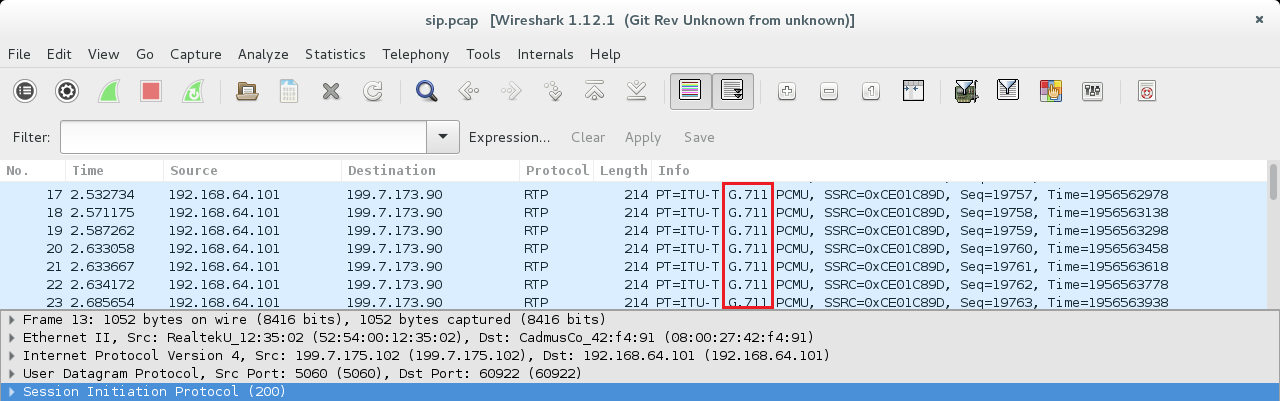 sip.pcap [Wireshark 1.12.1 (Git Rev Unknown from unknown)]
File Edit View Go Capture Analyze Statistics Telephony Tools Internals Help
Filter: Expression... Clear Apply Save
No. Time Source Destination Protocol Length Info
17 2.532734 192.168.64.101 199.7.173.90 RTP 214 PT=ITU-T G.711 PCMU, SSRC=0xCE01C89D, Seq=19757, Time=1956562978
18 2.571175 192.168.64.101 199.7.173.90 RTP 214 PT=ITU-T G.711 PCMU, SSRC=0xCE01C89D, Seq=19758, Time=1956563138
19 2.587262 192.168.64.101 199.7.173.90 RTP 214 PT=ITU-T G.711 PCMU, SSRC=0xCE01C89D, Seq=19759, Time=1956563298
20 2.633058 192.168.64.101 199.7.173.90 RTP 214 PT=ITU-T G.711 PCMU, SSRC=0xCE01C89D, Seq=19760, Time=1956563458
21 2.633667 192.168.64.101 199.7.173.90 RTP 214 PT=ITU-T G.711 PCMU, SSRC=0xCE01C89D, Seq=19761, Time=1956563618
22 2.634172 192.168.64.101 199.7.173.90 RTP 214 PT=ITU-T G.711 PCMU, SSRC=0xCE01C89D, Seq=19762, Time=1956563778
23 2.685654 192.168.64.101 199.7.173.90 RTP 214 PT=ITU-T G.711 PCMU, SSRC=0xCE01C89D, Seq=19763, Time=1956563938
Frame 13: 1052 bytes on wire (8416 bits), 1052 bytes captured (8416 bits)
Ethernet II, Src: RealtekU_12:35:02 (52:54:00:12:35:02), Dst: CadmusCo_42:f4:91 (08:00:27:42:f4:91)
Internet Protocol Version 4, Src: 199.7.175.102 (199.7.175.102), Dst: 192.168.64.101 (192.168.64.101)
User Datagram Protocol, Src Port: 5060 (5060), Dst Port: 60922 (60922)
Session Initiation Protocol (200)